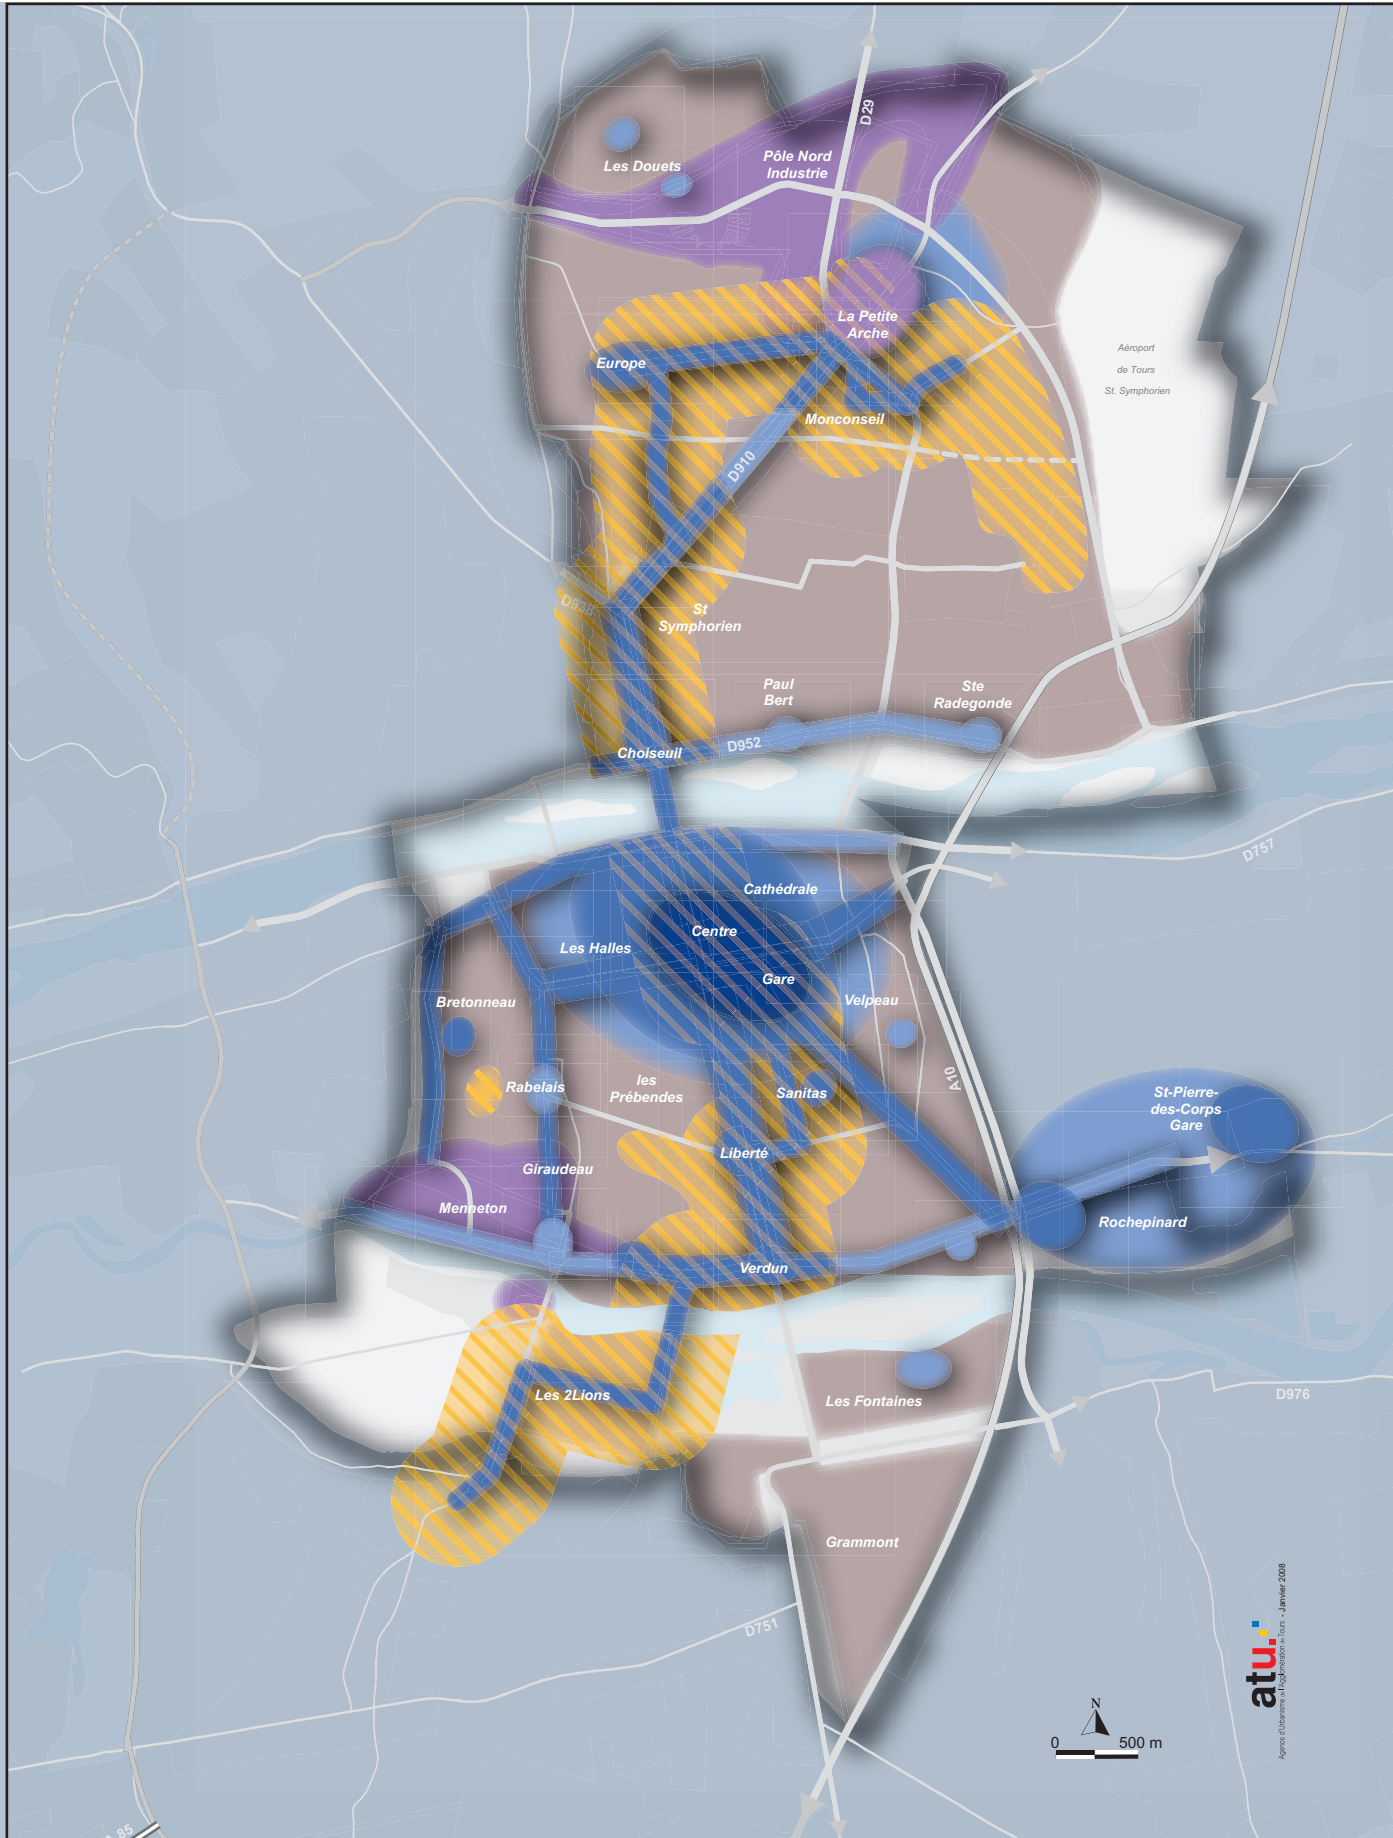 D29
Les Douets
Pôle Nord
Industrie
La Petite
Arche
Europe
Aéroport
de Tours
St. Symphorien
Monconseil
D910
D938
St
Symphorien
Paul
Bert
Ste
Radegonde
D952
Choiseuil
D757
Cathédrale
Centre
Les Halles
Gare
Bretonneau
Velpeau
A10
Rabelais
les
Prébendes
Sanitas
St-Pierre-
des-Corps
Gare
Liberté
Giraudeau
Menneton
Rochepinard
Verdun
Les 2Lions
Les Fontaines
D976
Grammont
D751
atu.
Agence d'Urbanisme de l'Agglomération de Tours - Janvier 2008
N
0 500 m
A 85